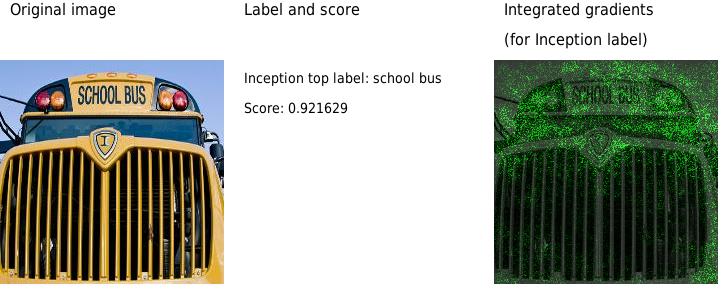 Original image
Label and score
Integrated gradients
(for Inception label)
SCHOOL BUS
I
Inception top label: school bus
Score: 0.921629
SCHOOL BUS